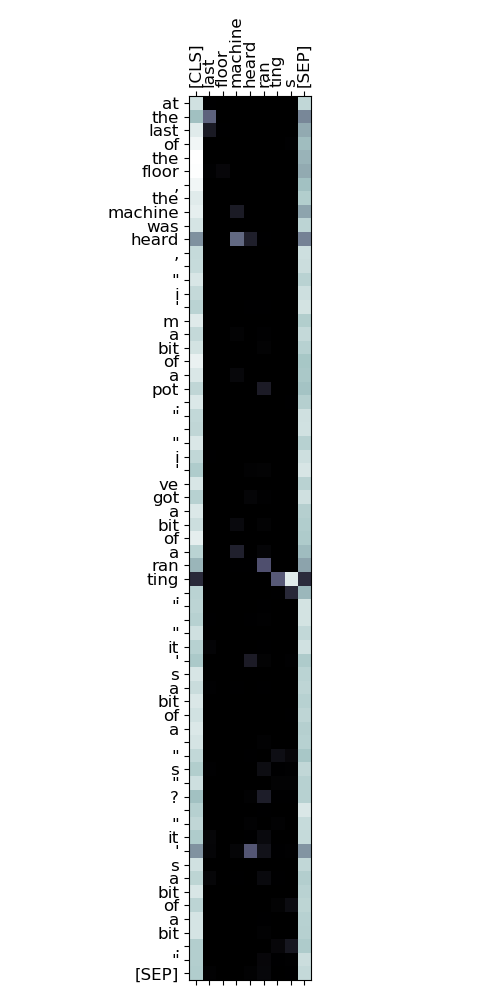 [CLS]
last
floor
machine
heard
ran
ting
s
[SEP]
at
the
last
of
the
floor
,
the
machine
was
heard
,
"
i
'
m
a
bit
of
a
pot
.
"
"
i
'
ve
got
a
bit
of
a
ran
ting
.
"
"
it
'
s
a
bit
of
a
"
s
"
?
"
it
'
s
a
bit
of
a
bit
.
"
[SEP]